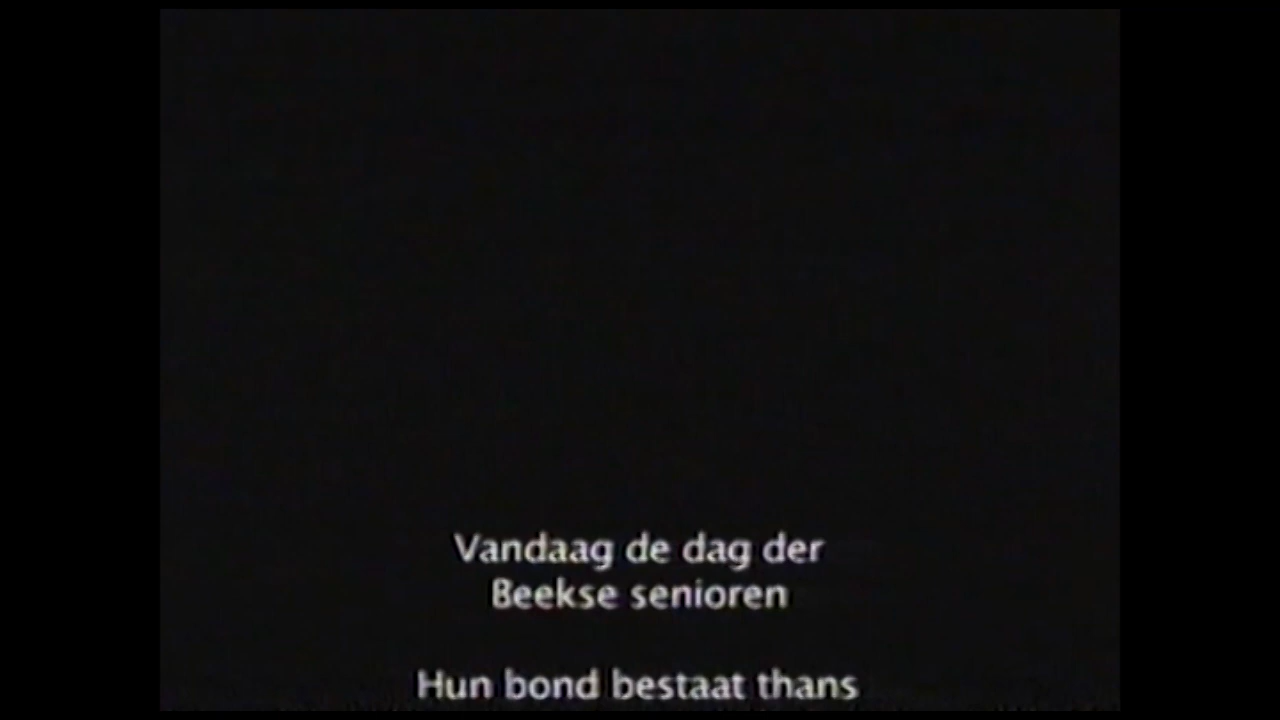 Vandaag de dag der
Beekse senioren
Hun bond bestaat thans